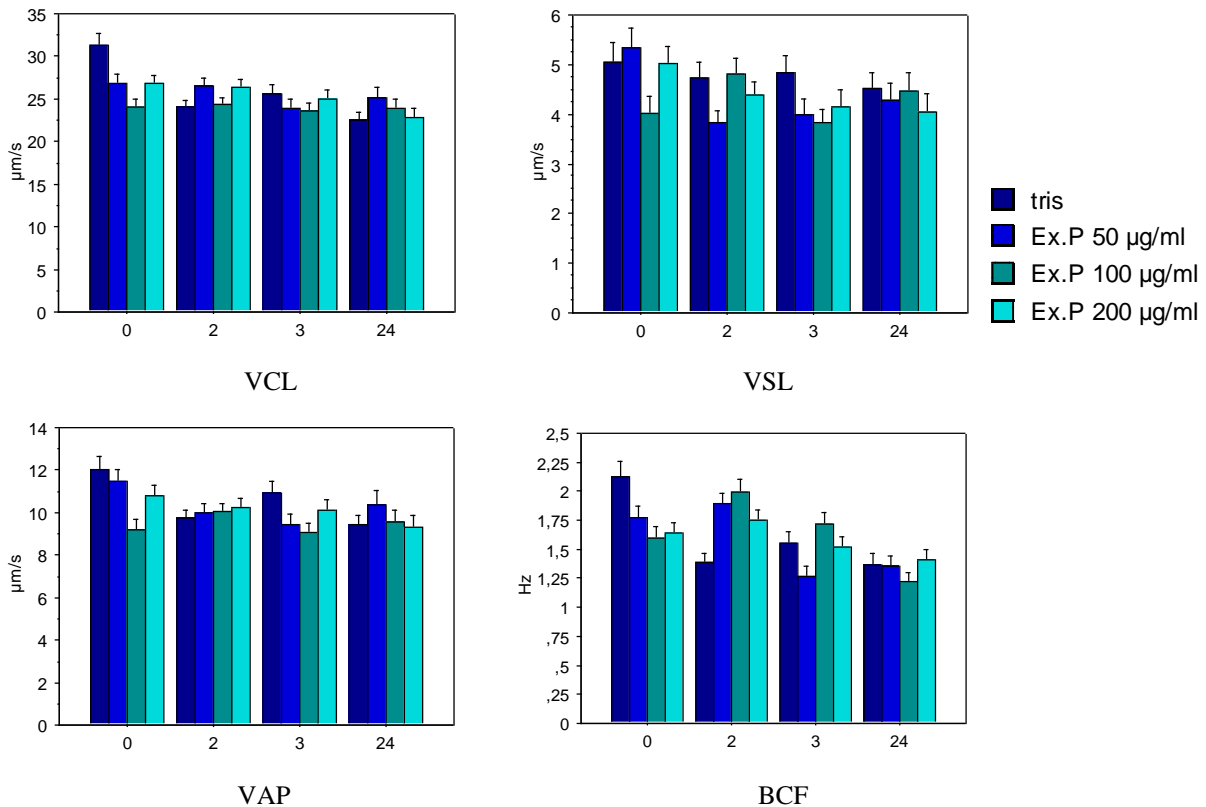 35
30
25
20
15
10
5
0
µm/s
0 2 3 24
VCL
6
5
4
3
2
1
0
µm/s
0 2 3 24
VSL
tris
Ex.P 50 µg/ml
Ex.P 100 µg/ml
Ex.P 200 µg/ml
14
12
10
8
6
4
2
0
µm/s
0 2 3 24
VAP
2,5
2,25
2
1,75
1,5
1,25
1
,75
,5
,25
0
Hz
0 2 3 24
BCF